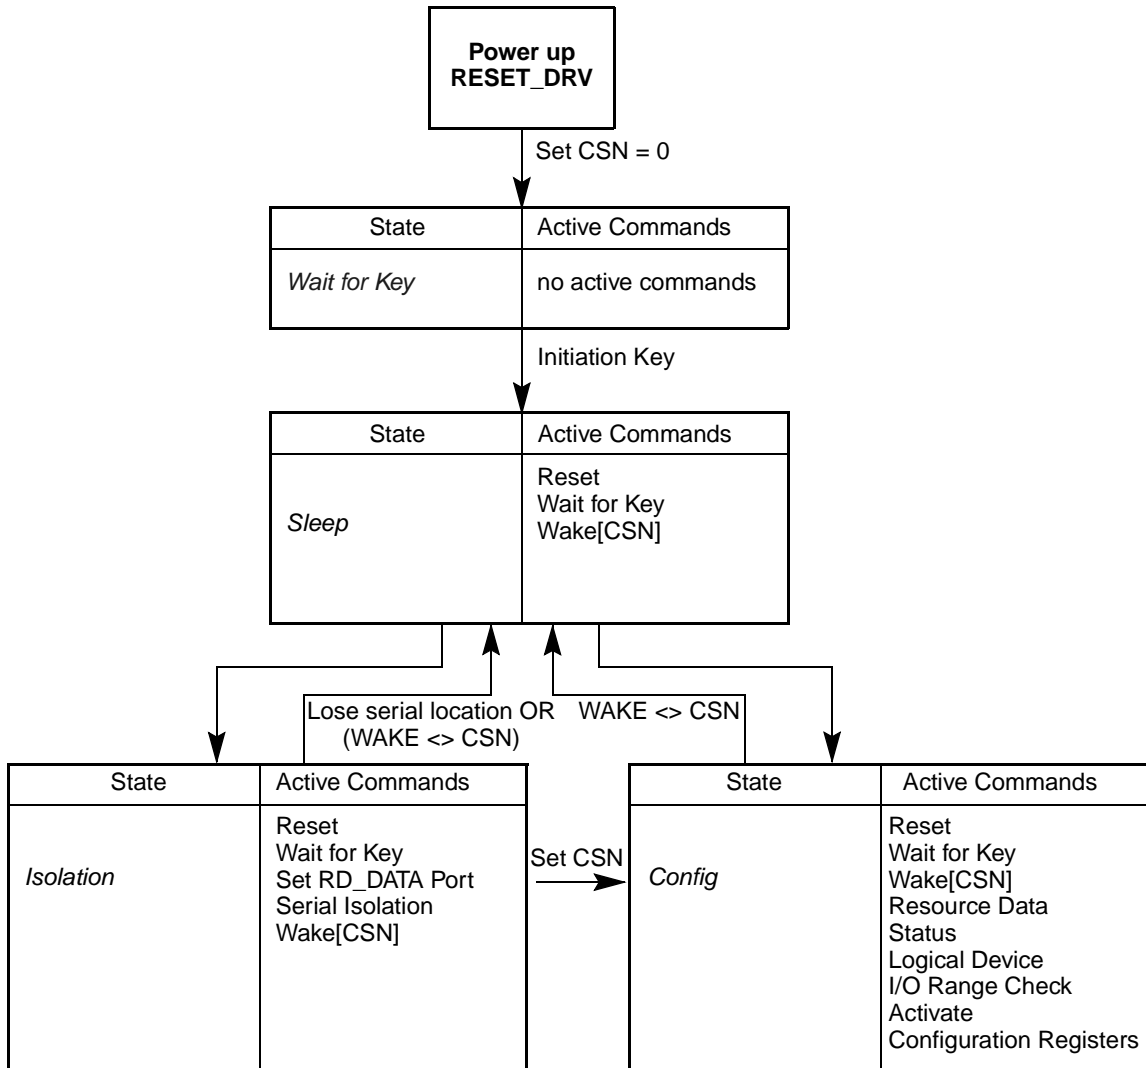 Power up
RESET_DRV
Set CSN = 0
State Active Commands
Wait for Key no active commands
Initiation Key
State Active Commands
Reset
Wait for Key
Sleep Wake[CSN]
Lose serial location OR WAKE <> CSN
(WAKE <> CSN)
State Active Commands
Reset
Wait for Key
Isolation Set RD_DATA Port
Serial Isolation
Wake[CSN]
Set CSN
State Active Commands
Reset
Wait for Key
Config Wake[CSN]
Resource Data
Status
Logical Device
I/O Range Check
Activate
Configuration Registers